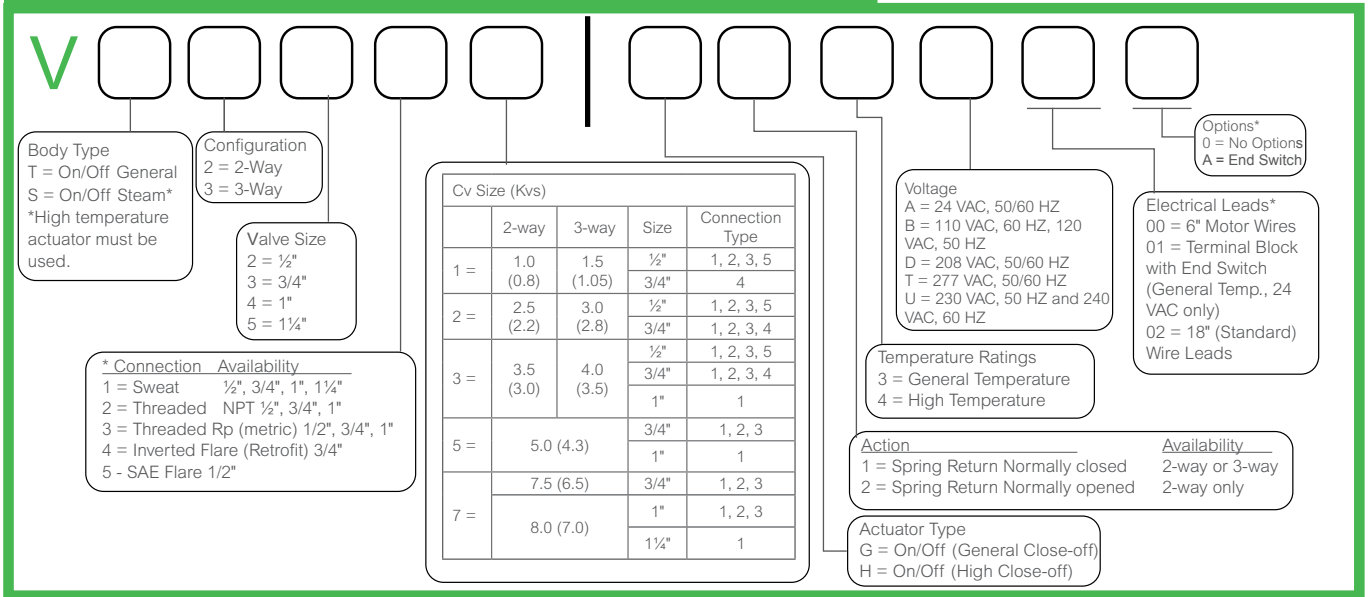 V
Body Type
T = On/Off General
S = On/Off Steam*
*High temperature
actuator must be
used.
Configuration
2 = 2-Way
3 = 3-Way
Valve Size
2 = ½"
3 = 3/4"
4 = 1"
5 = 1¼"
* Connection Availability
1 = Sweat ½", 3/4", 1", 1¼"
2 = Threaded NPT ½", 3/4", 1"
3 = Threaded Rp (metric) 1/2", 3/4", 1"
4 = Inverted Flare (Retrofit) 3/4"
5 - SAE Flare 1/2"
Cv Size (Kvs)
2-way 3-way Size Connection
Type
1 = 1.0 (0.8) 1.5 (1.05) ½" 1, 2, 3, 5
3/4" 4
2 = 2.5 (2.2) 3.0 (2.8) ½" 1, 2, 3, 5
3/4" 1, 2, 3, 4
3 = 3.5 (3.0) 4.0 (3.5) ½" 1, 2, 3, 5
3/4" 1, 2, 3, 4
1" 1
5 = 5.0 (4.3) 3/4" 1, 2, 3
1" 1
7 = 7.5 (6.5) 3/4" 1, 2, 3
8.0 (7.0) 1" 1, 2, 3
1¼" 1
Actuator Type
G = On/Off (General Close-off)
H = On/Off (High Close-off)
Action Availability
1 = Spring Return Normally closed 2-way or 3-way
2 = Spring Return Normally opened 2-way only
Temperature Ratings
3 = General Temperature
4 = High Temperature
Voltage
A = 24 VAC, 50/60 HZ
B = 110 VAC, 60 HZ, 120
VAC, 50 HZ
D = 208 VAC, 50/60 HZ
T = 277 VAC, 50/60 HZ
U = 230 VAC, 50 HZ and 240
VAC, 60 HZ
Electrical Leads*
00 = 6" Motor Wires
01 = Terminal Block
with End Switch
(General Temp., 24
VAC only)
02 = 18" (Standard)
Wire Leads
Options*
0 = No Options
A = End Switch